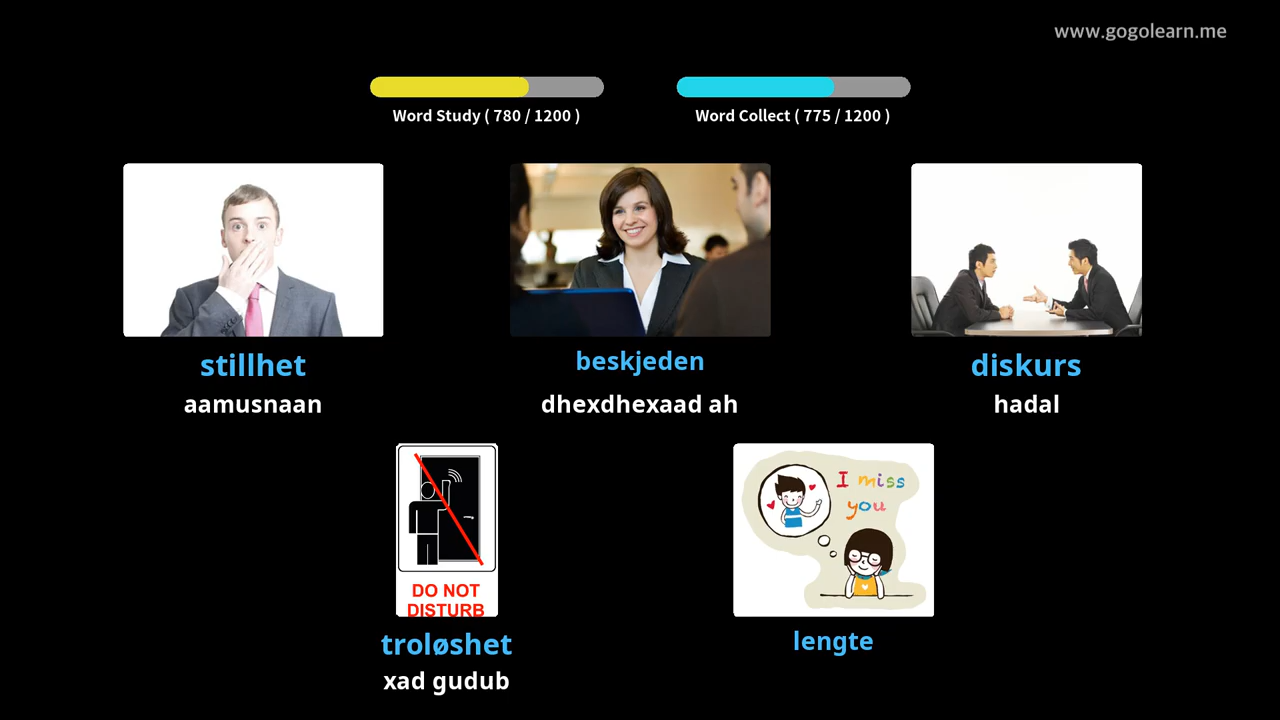 www.gogolearn.me
Word Study ( 780 / 1200 )
Word Collect ( 775 / 1200 )
stillhet
aamusnaan
beskjeden
dhexdhexaad ah
diskurs
hadal
DO NOT
DISTURB
troløshet
xad gudub
I miss
you
lengte